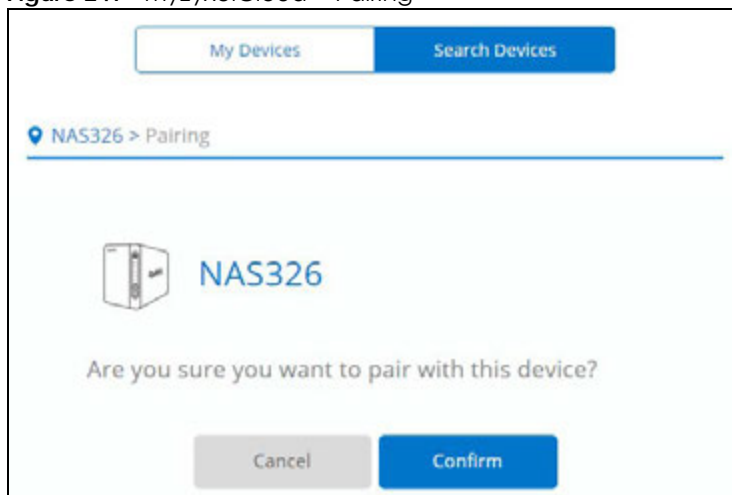 My Devices
Search Devices
NAS326 > Pairing
NAS326
Are you sure you want to pair with this device?
Cancel
Confirm